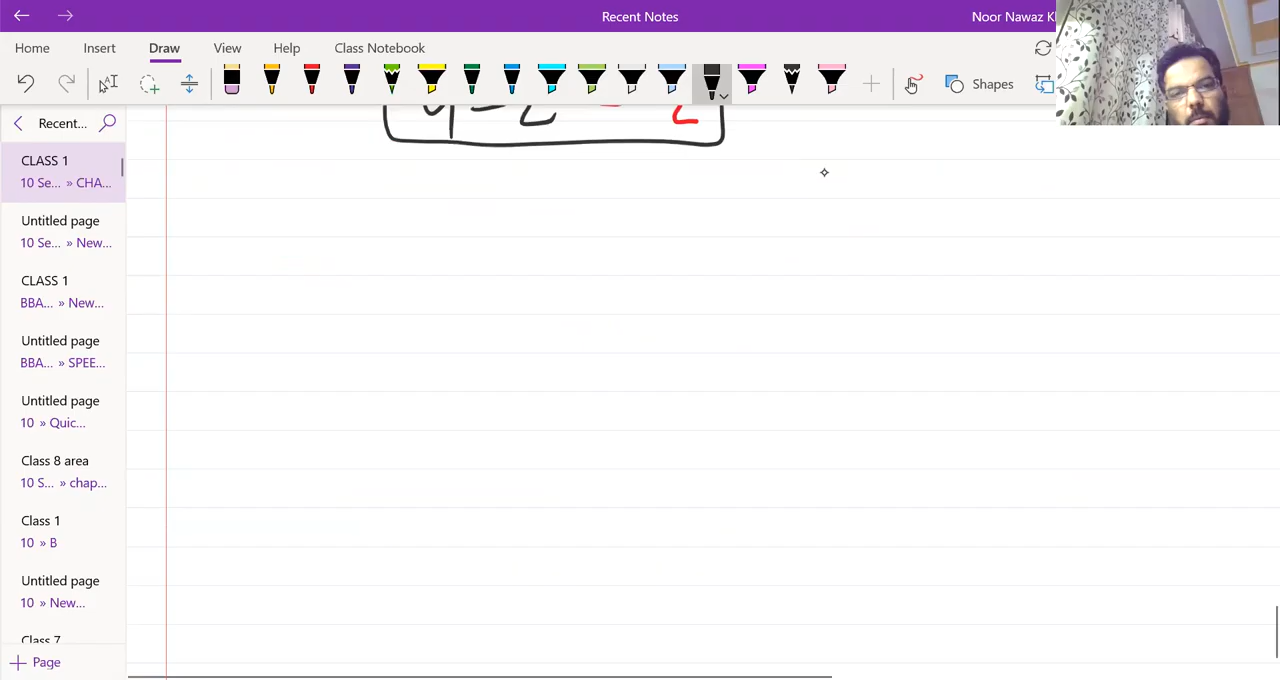 Recent Notes
Noor Nawaz Kh
Home Insert Draw View Help Class Notebook
Shapes
Recent...
CLASS 1
10 Se... » CHA...
Untitled page
10 Se... » New...
CLASS 1
BBA... » New...
Untitled page
BBA... » SPEE...
Untitled page
10 » Quic...
Class 8 area
10 S... » chap...
Class 1
10 » B
Untitled page
10 » New...
Class 7
Page
2